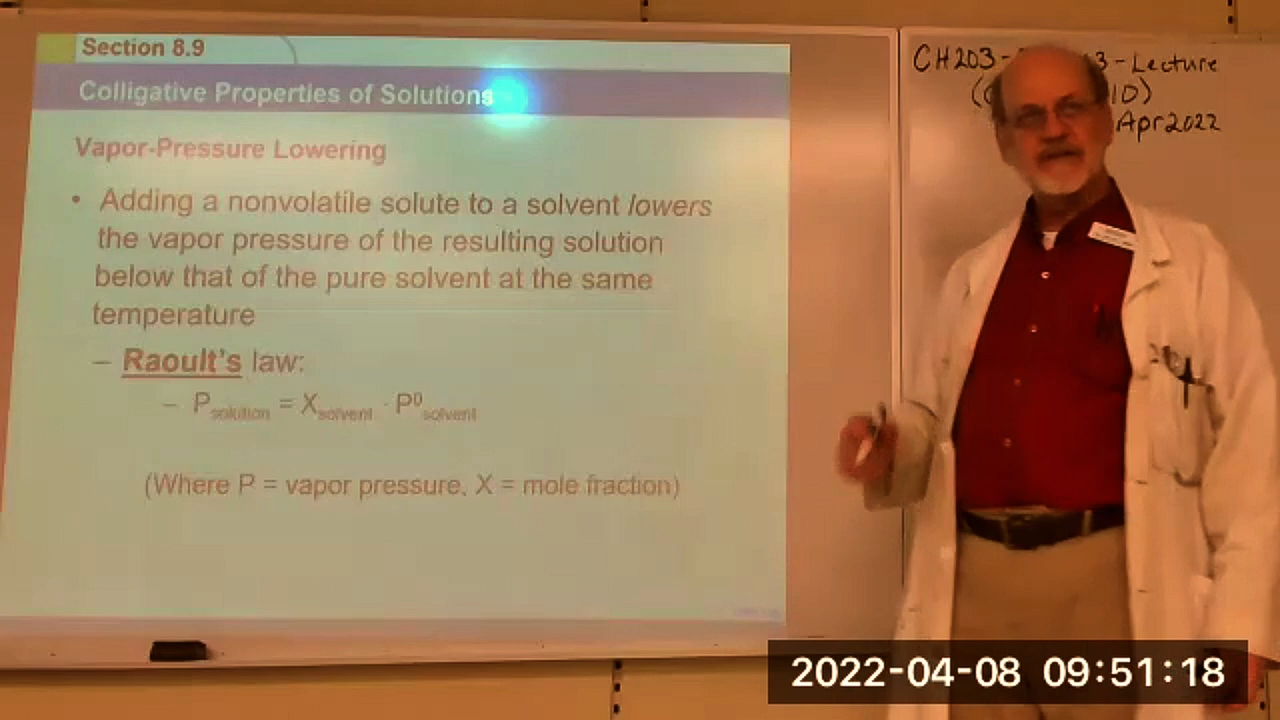 Section 8.9
Colligative Properties of Solutions
Vapor-Pressure Lowering
• Adding a nonvolatile solute to a solvent lowers
the vapor pressure of the resulting solution
below that of the pure solvent at the same
temperature
– Raoult's law:
– Psolution = Xsolvent · P⁰solvent
(Where P = vapor pressure, X = mole fraction)
CH203- 3-Lecture
Apr2022
2022-04-08 09:51:18